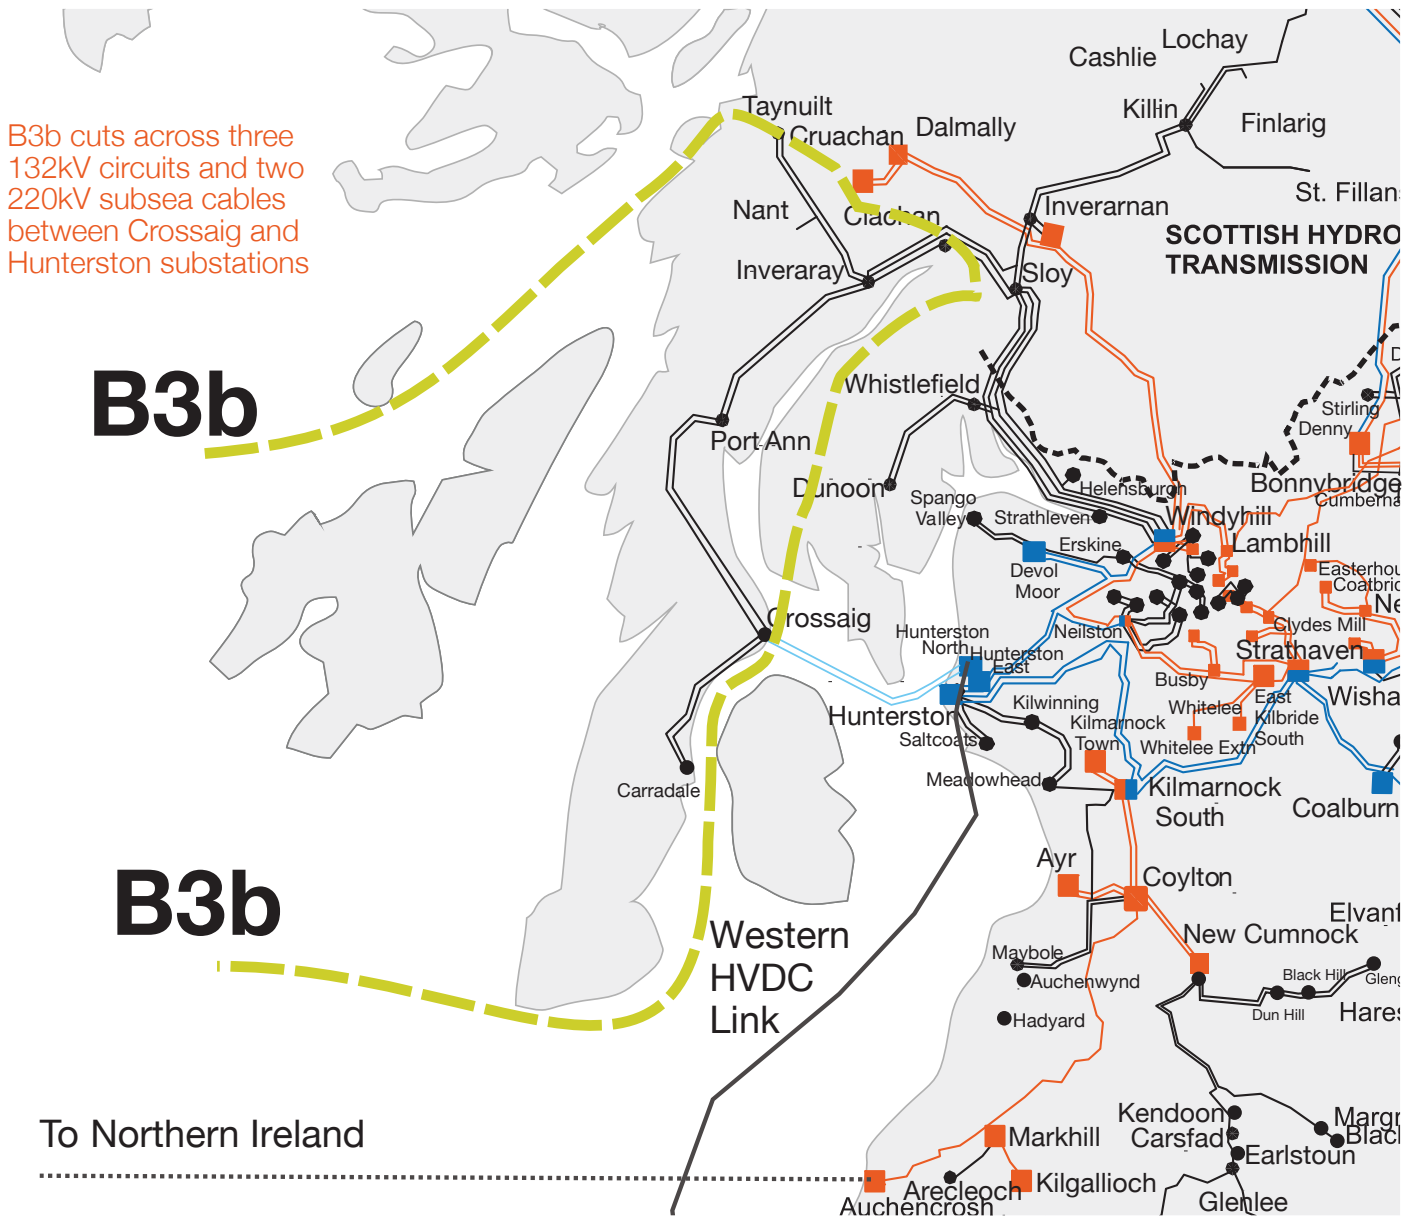 Lochay
Cashlie
Taynuilt
Killin
Finlarig
B3b cuts across three
132kV circuits and two
220kV subsea cables
between Crossaig and
Hunterston substations
Cruachan
Dalmally
St. Fillans
Nant
Clachan
Inverarnan
SCOTTISH HYDRO
TRANSMISSION
Inveraray
Sloy
B3b
Whistlefield
Stirling
Denny
Port Ann
Dunoon
Helensburgh
Bonnybridge
Spango
Valley
Strathleven
Windyhill
Erskine
Lambhill
Devol
Moor
Crossaig
Neilston
Clydes Mill
Hunterston
North
Hunterston
East
Strathaven
Busby
Hunterston
Kilwinning
Saltcoats
Kilmarnock
Town
Whitelee
East
Kilbride
South
Whitelee Extn
Carradale
Meadowhead
Kilmarnock
South
Coalburn
B3b
Ayr
Coylton
Western
HVDC
Link
New Cumnock
Maybole
Auchenwynd
Black Hill
Dun Hill
Hadyard
To Northern Ireland
Markhill
Kendoon
Carsfad
Earlstoun
Arecleoch
Kilgallioch
Auchencrosh
Glenlee